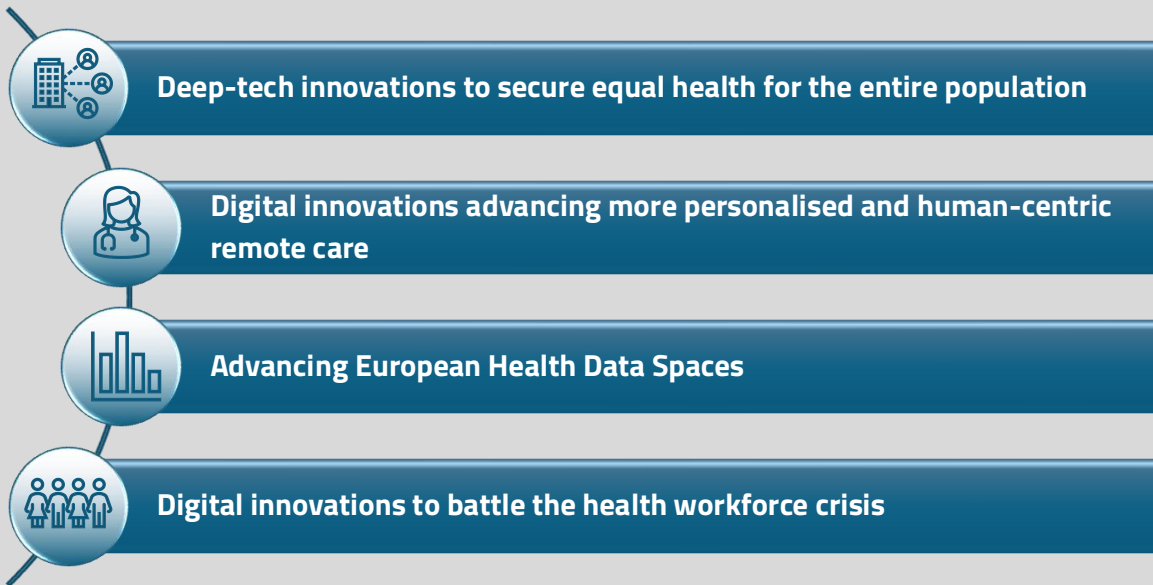 Deep-tech innovations to secure equal health for the entire population
Digital innovations advancing more personalised and human-centric
remote care
Advancing European Health Data Spaces
Digital innovations to battle the health workforce crisis